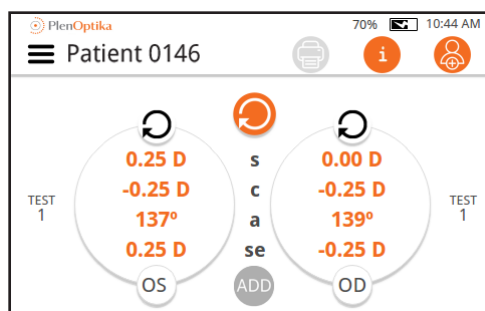 PlenOptika 70% 10:44 AM
Patient 0146 i
0.25 D s 0.00 D
-0.25 D c -0.25 D
TEST 137º a 139º TEST
1 1
0.25 D se -0.25 D
OS ADD OD